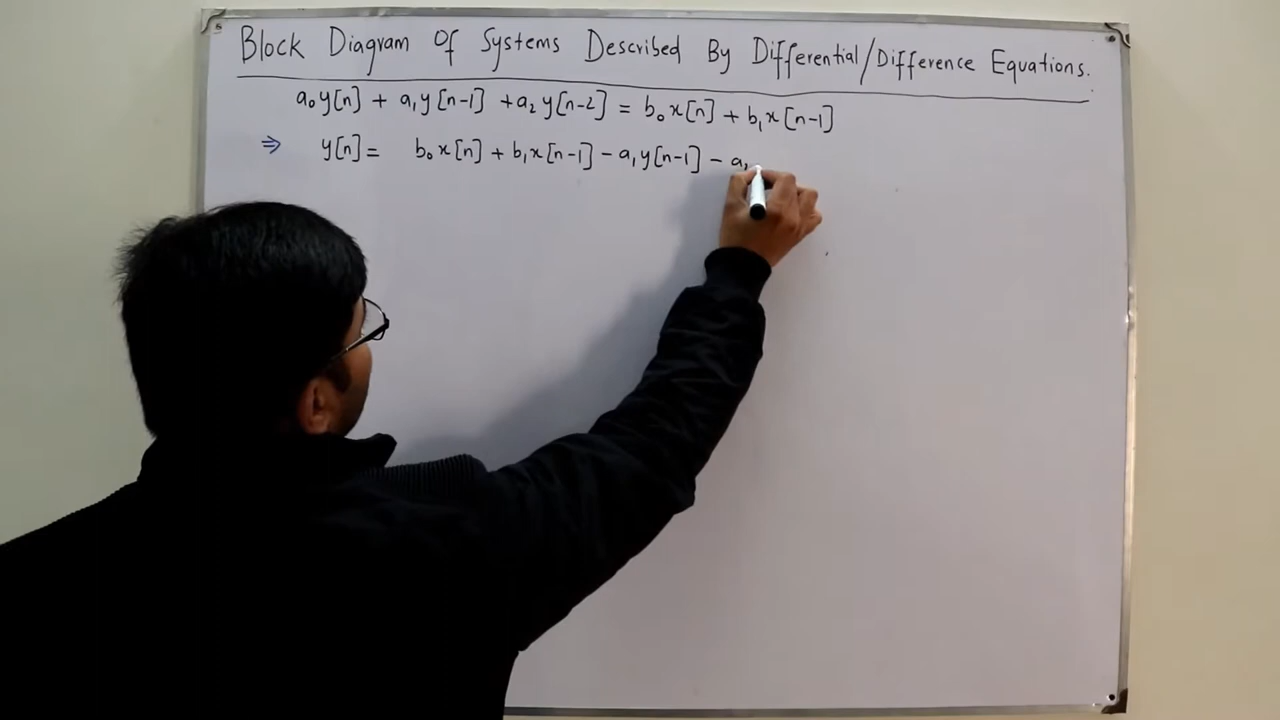 Block Diagram Of Systems Described By Differential/Difference Equations.
a₀y[n] + a₁y[n-1] + a₂y[n-2] = b₀x[n] + b₁x[n-1]
⇒ y[n] = b₀x[n] + b₁x[n-1] - a₁y[n-1] - a